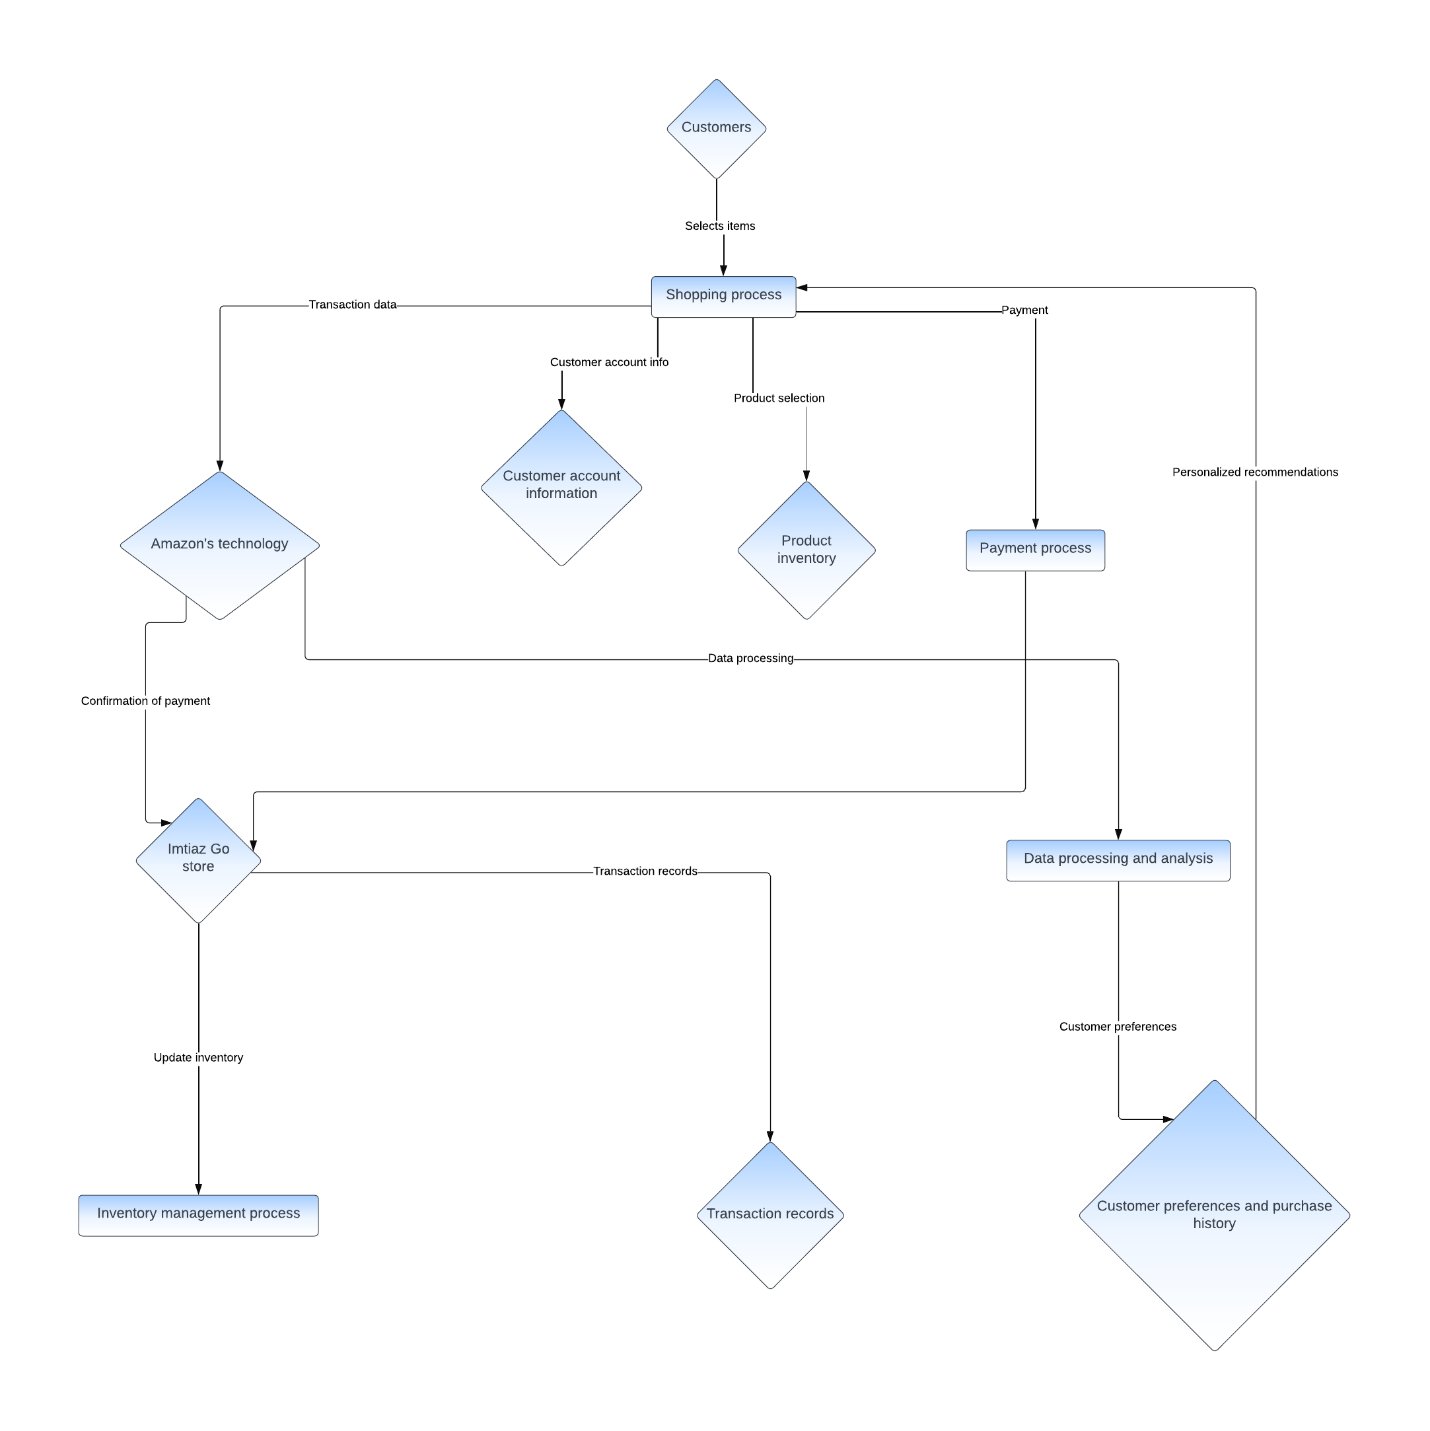 Customers
Selects items
Shopping process
Transaction data
Payment
Customer account info
Product selection
Personalized recommendations
Customer account
information
Amazon's technology
Product
inventory
Payment process
Data processing
Confirmation of payment
Imtiaz Go
store
Data processing and analysis
Transaction records
Customer preferences
Update inventory
Inventory management process
Transaction records
Customer preferences and purchase
history